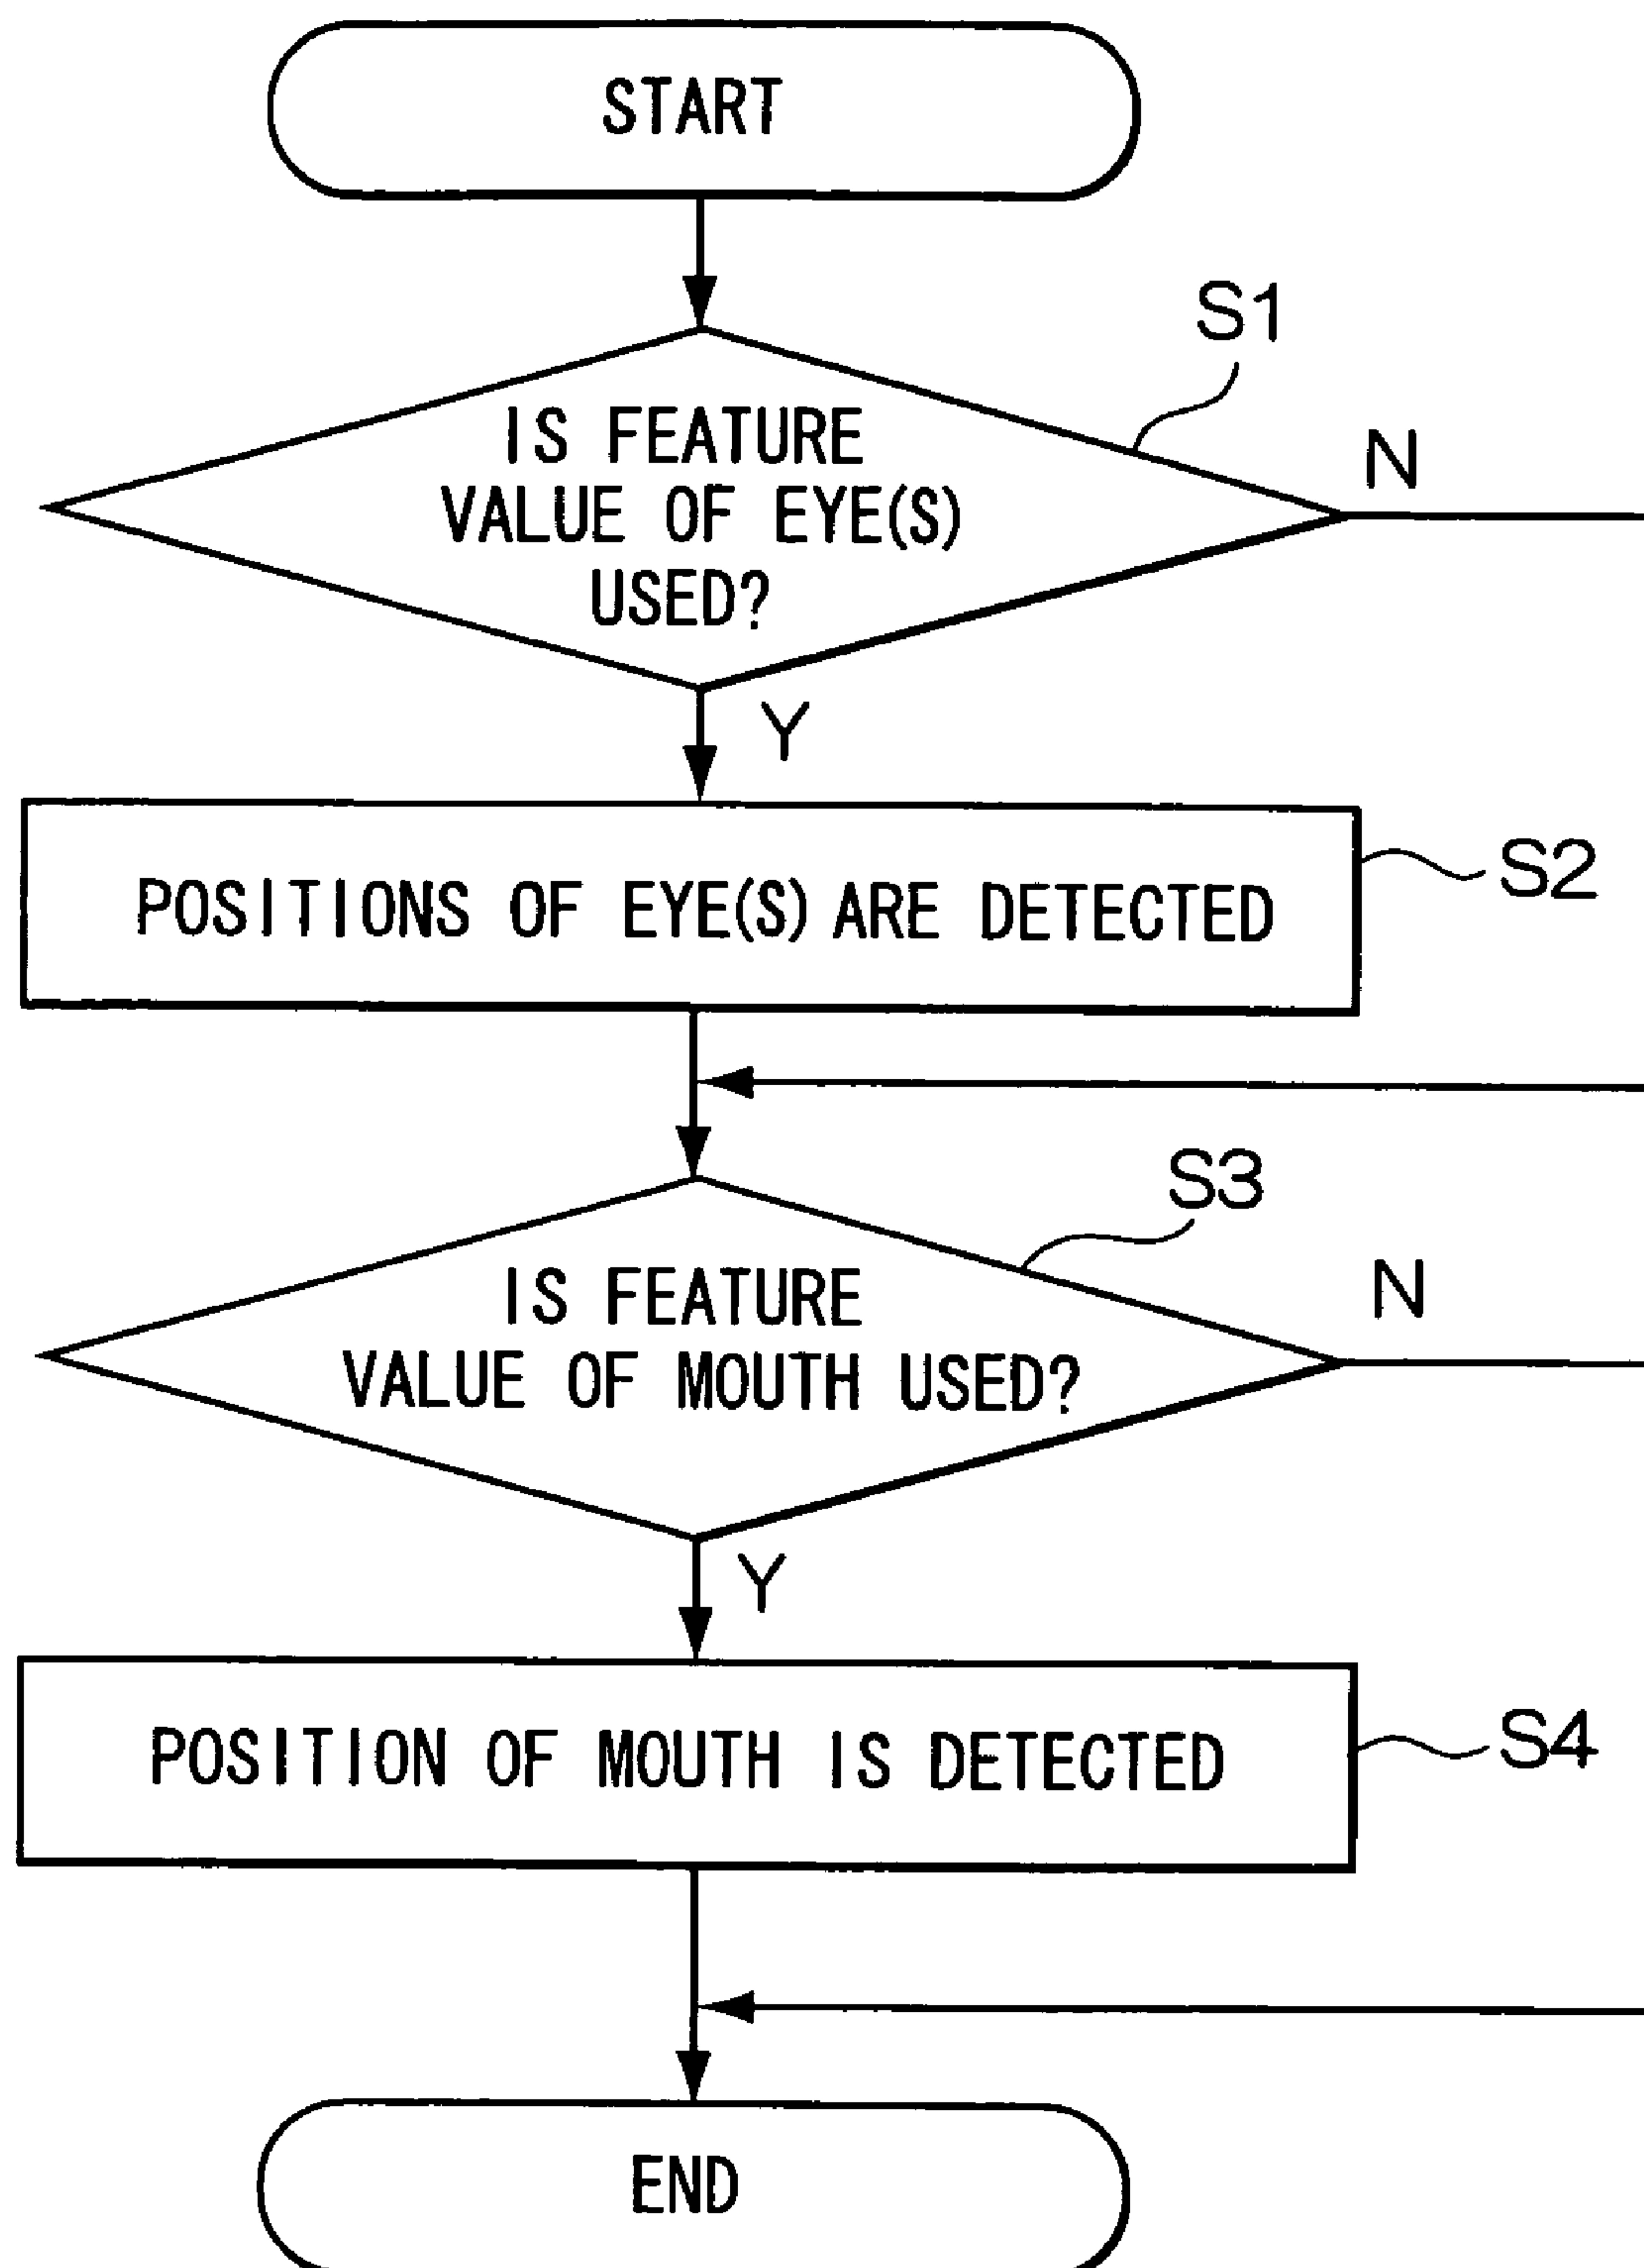 START
S1
IS FEATURE
VALUE OF EYE(S)
USED?
N
Y
POSITIONS OF EYE(S) ARE DETECTED
S2
S3
IS FEATURE
VALUE OF MOUTH USED?
N
Y
POSITION OF MOUTH IS DETECTED
S4
END